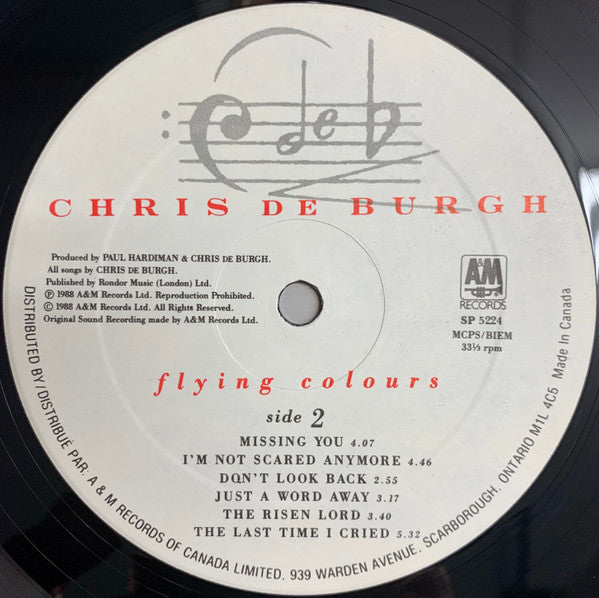 C de b
CHRIS DE BURGH
Produced by PAUL HARDIMAN & CHRIS DE BURGH.
All songs by CHRIS DE BURGH.
Published by Rondor Music (London) Ltd.
℗ 1988 A&M Records Ltd. Reproduction Prohibited.
© 1988 A&M Records Ltd. All Rights Reserved.
Original Sound Recording made by A&M Records Ltd.
A&M
RECORDS
SP 5224
MCPS/BIEM
33⅓ rpm
flying colours
side 2
MISSING YOU 4.07
I'M NOT SCARED ANYMORE 4.46
DON'T LOOK BACK 2.55
JUST A WORD AWAY 3.17
THE RISEN LORD 3.40
THE LAST TIME I CRIED 5.32
DISTRIBUTED BY/DISTRIBUÉ PAR: A & M RECORDS OF CANADA LIMITED, 939 WARDEN AVENUE, SCARBOROUGH, ONTARIO M1L 4C5 Made In Canada